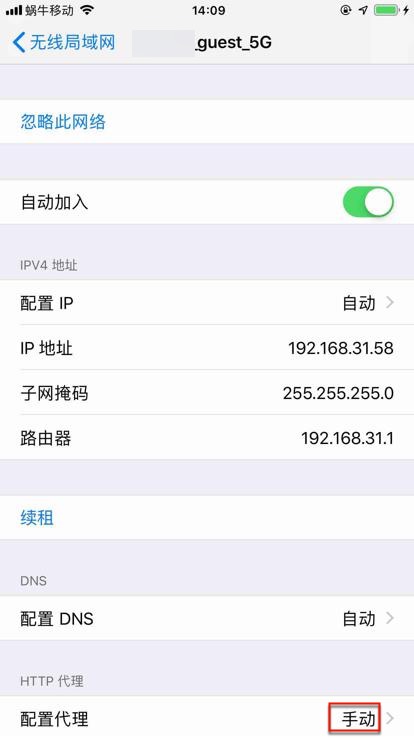 蜗牛移动 14:09
无线局域网 _guest_5G
忽略此网络
自动加入
IPV4 地址
配置 IP 自动
IP 地址 192.168.31.58
子网掩码 255.255.255.0
路由器 192.168.31.1
续租
DNS
配置 DNS 自动
HTTP 代理
配置代理 手动